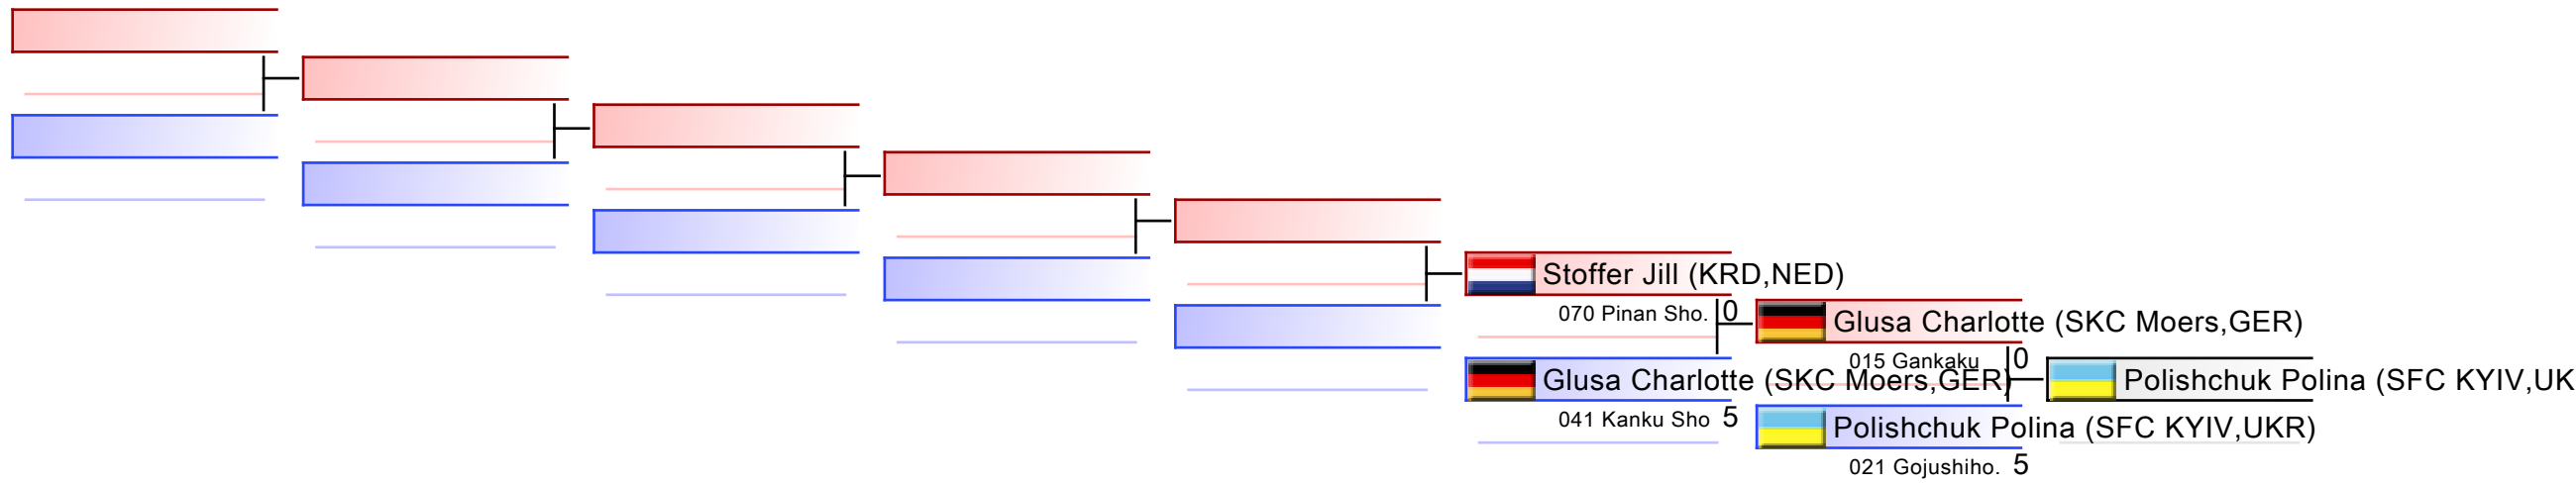 Stoffer Jill (KRD,NED)
070 Pinan Sho. 0
Glusa Charlotte (SKC Moers,GER)
041 Kanku Sho 5
Glusa Charlotte (SKC Moers,GER)
015 Gankaku 0
Polishchuk Polina (SFC KYIV,UKR)
021 Gojushiho. 5
Polishchuk Polina (SFC KYIV,UK